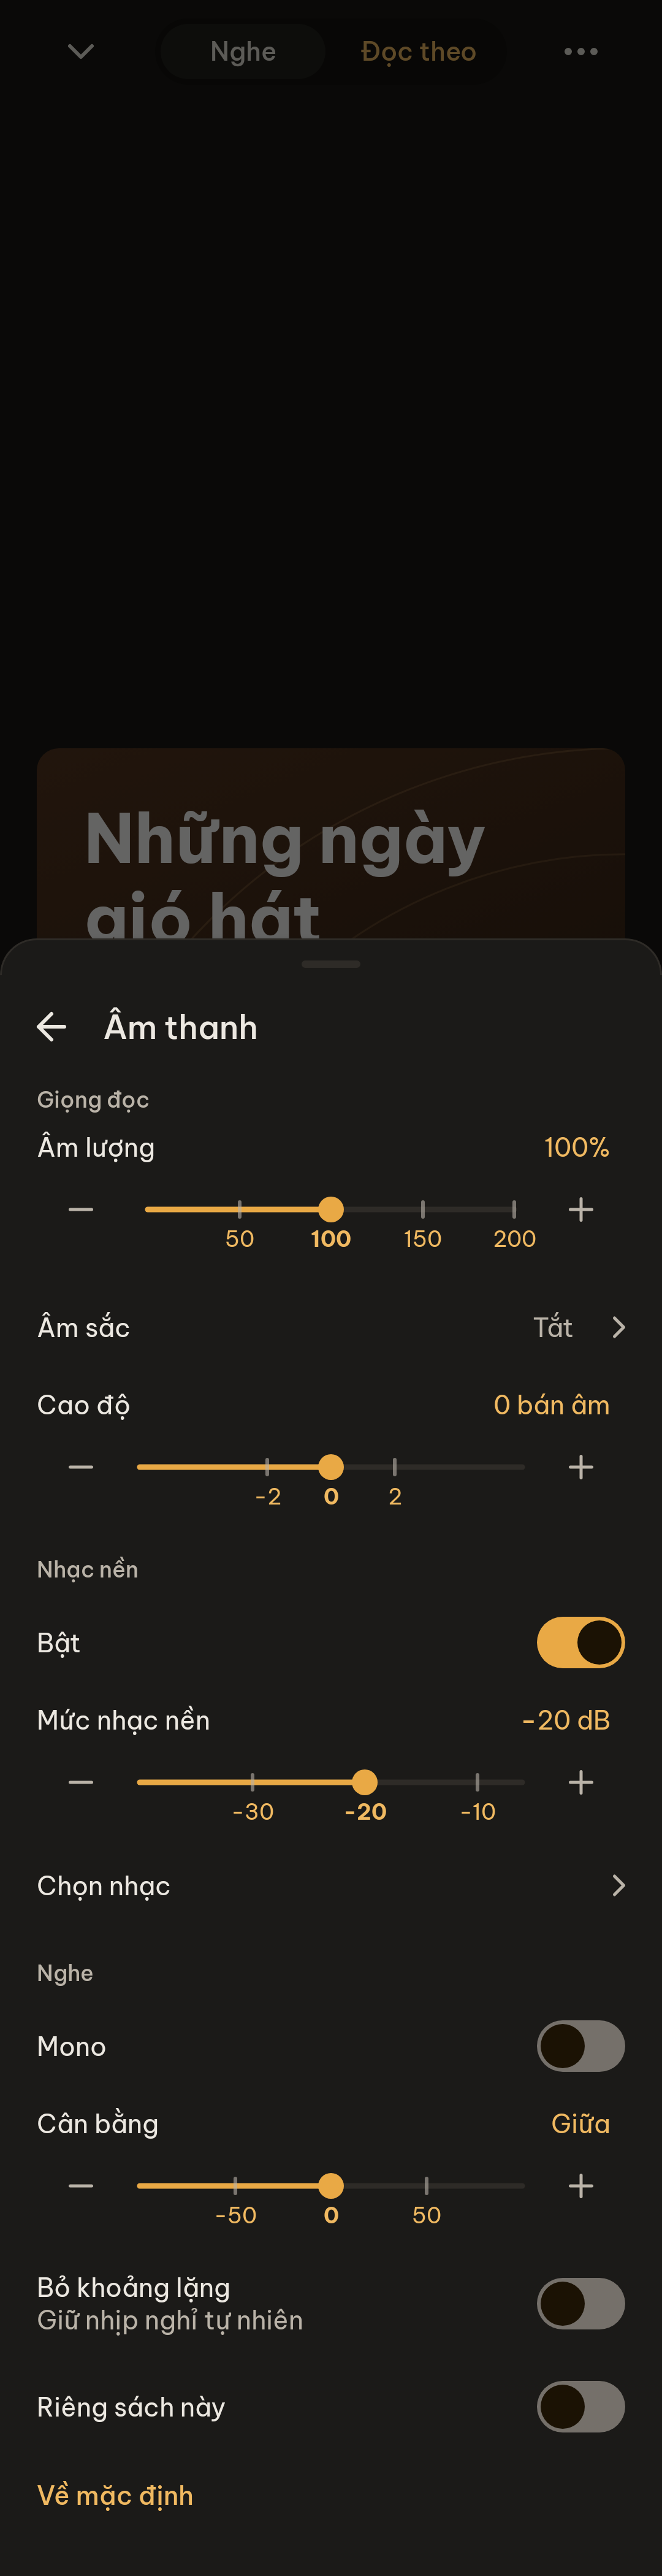 Nghe
Đọc theo
Những ngày
gió hát
Âm thanh
Giọng đọc
Âm lượng
100%
50
100
150
200
Âm sắc
Tắt
Cao độ
0 bán âm
-2
0
2
Nhạc nền
Bật
Mức nhạc nền
-20 dB
-30
-20
-10
Chọn nhạc
Nghe
Mono
Cân bằng
Giữa
-50
0
50
Bỏ khoảng lặng
Giữ nhịp nghỉ tự nhiên
Riêng sách này
Về mặc định